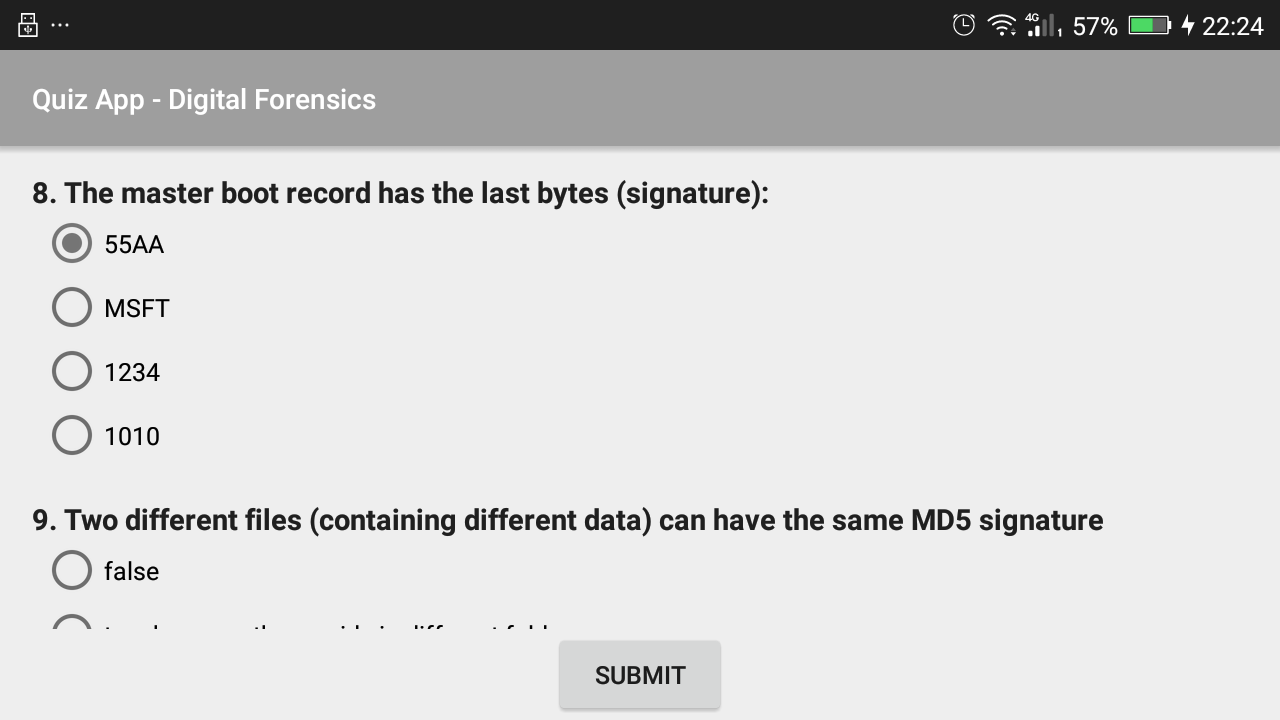 4G 1 57% 22:24
Quiz App - Digital Forensics
8. The master boot record has the last bytes (signature):
55AA
MSFT
1234
1010
9. Two different files (containing different data) can have the same MD5 signature
false
SUBMIT